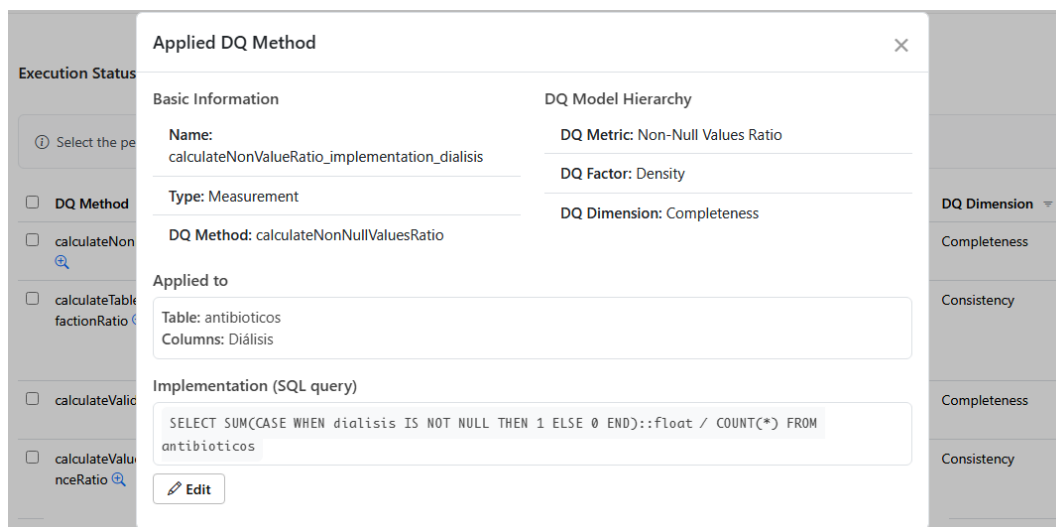 Applied DQ Method
Execution Status
Basic Information
DQ Model Hierarchy
Name:
calculateNonValueRatio_implementation_dialisis
DQ Metric: Non-Null Values Ratio
Select the pe
DQ Factor: Density
Type: Measurement
DQ Method
DQ Dimension: Completeness
DQ Dimension
DQ Method: calculateNonNullValuesRatio
calculateNon
Completeness
Applied to
calculateTable
factionRatio
Table: antibioticos
Columns: Diálisis
Consistency
Implementation (SQL query)
calculateValid
Completeness
SELECT SUM(CASE WHEN dialisis IS NOT NULL THEN 1 ELSE 0 END)::float / COUNT(*) FROM
antibioticos
calculateValu
nceRatio
Consistency
Edit